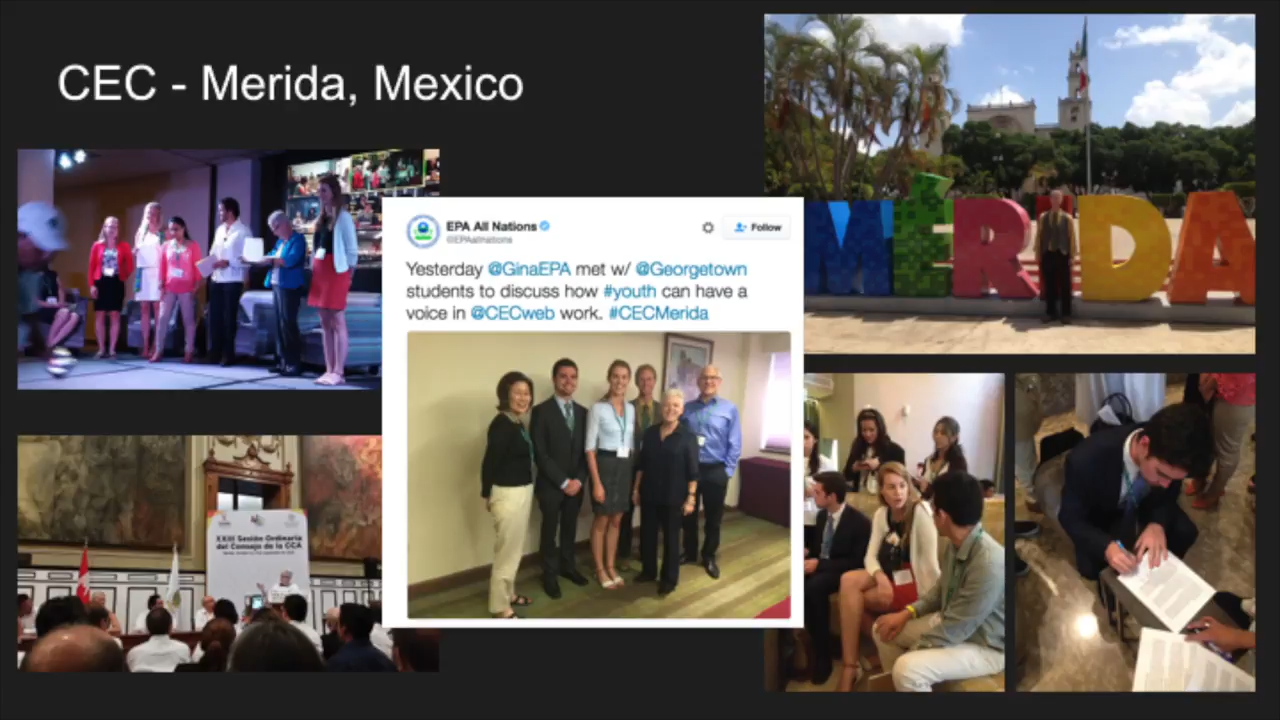 CEC - Merida, Mexico
EPA All Nations
@EPAallnations
Follow
Yesterday @GinaEPA met w/ @Georgetown
students to discuss how #youth can have a
voice in @CECweb work. #CECMerida
MÉRIDA
XXIII Sesión Ordinaria
del Consejo de la CCA